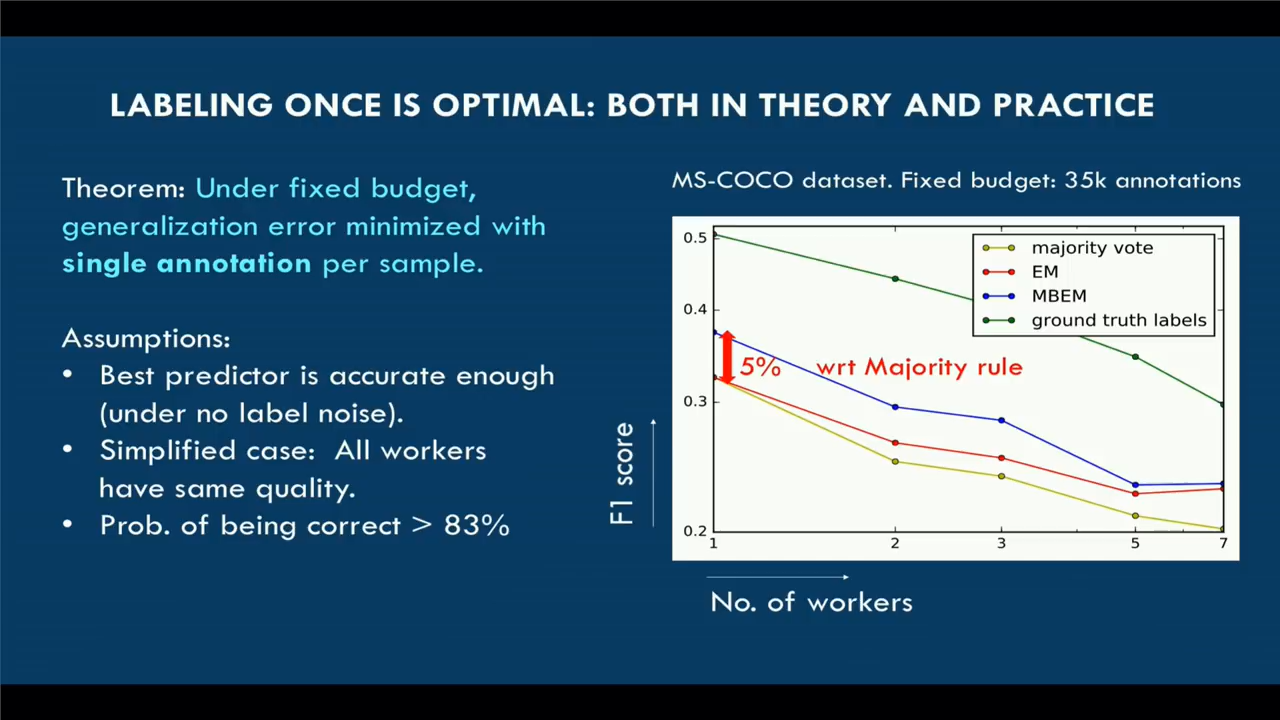 LABELING ONCE IS OPTIMAL: BOTH IN THEORY AND PRACTICE
Theorem: Under fixed budget,
generalization error minimized with
single annotation per sample.
Assumptions:
• Best predictor is accurate enough
(under no label noise).
• Simplified case: All workers
have same quality.
• Prob. of being correct > 83%
MS-COCO dataset. Fixed budget: 35k annotations
0.5
0.4
0.3
0.2
majority vote
EM
MBEM
ground truth labels
5% wrt Majority rule
F1 score
1 2 3 5 7
No. of workers